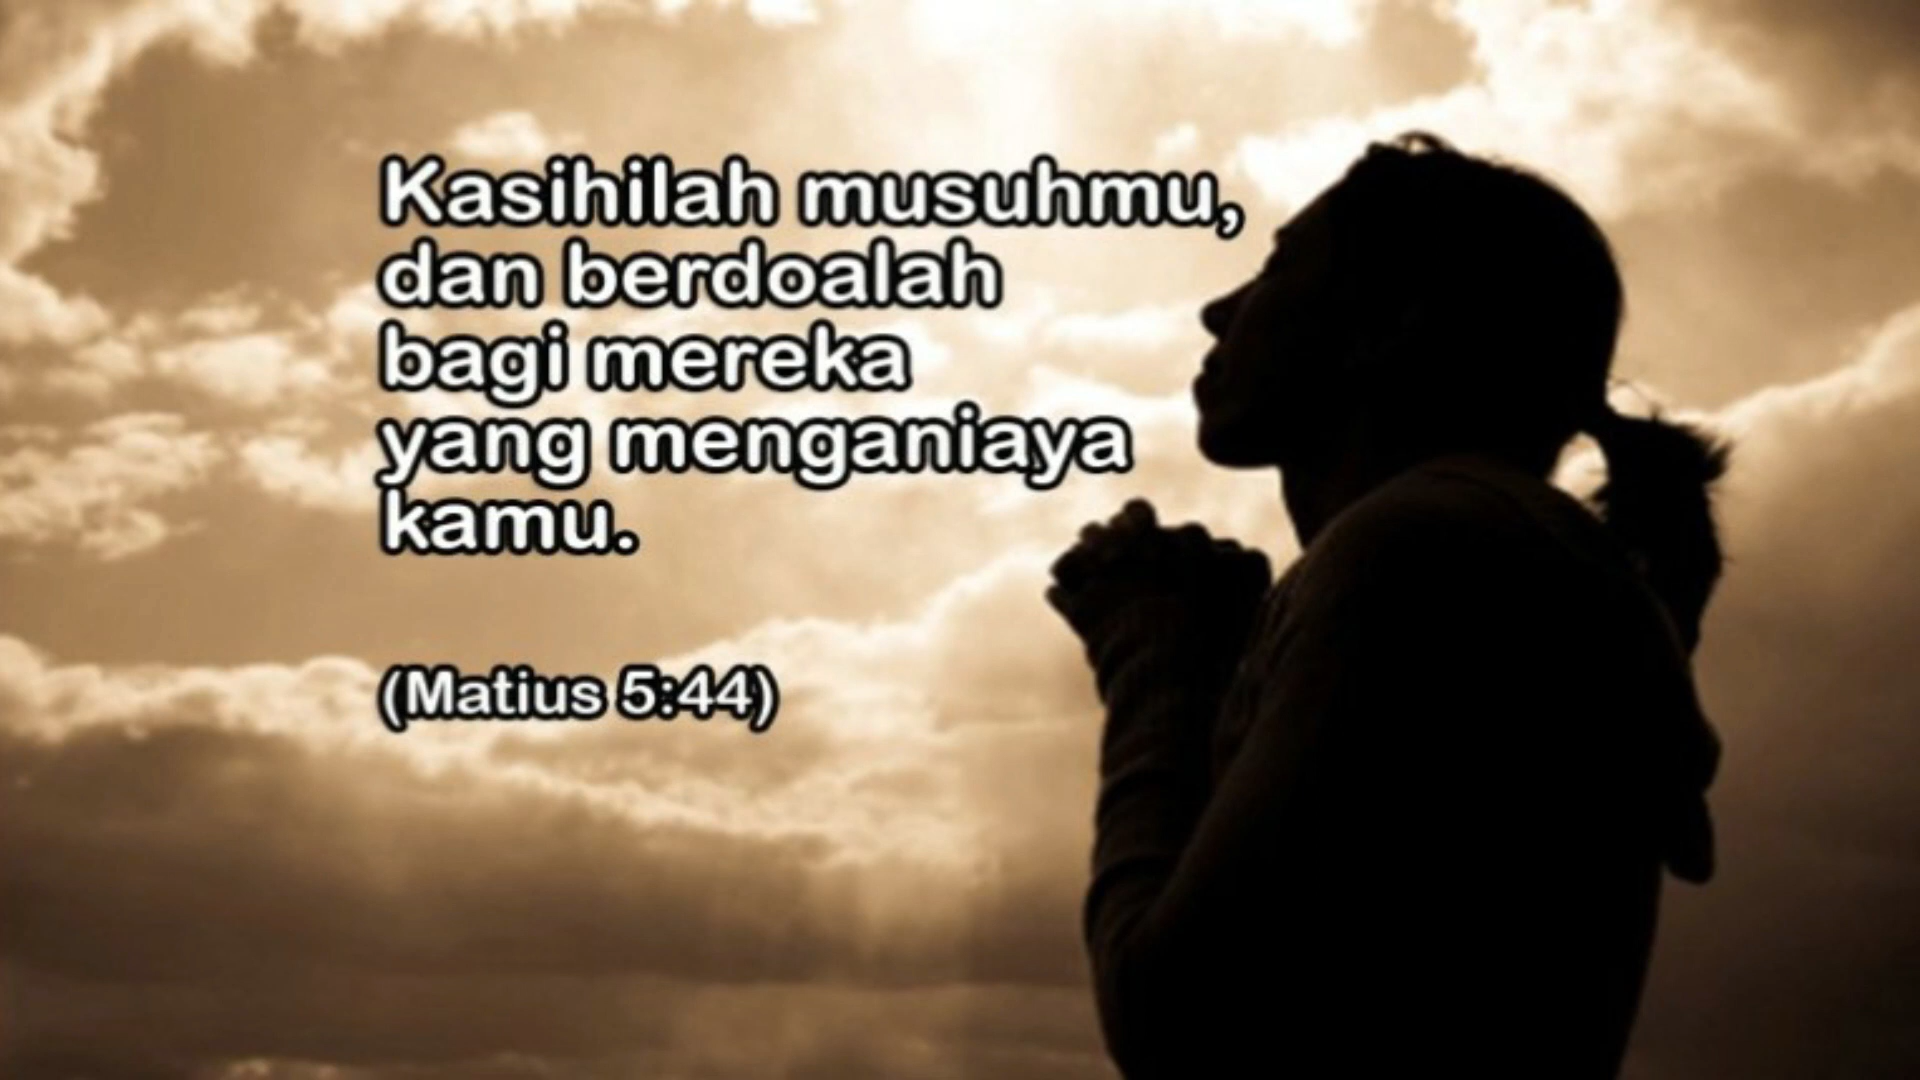 Kasihilah musuhmu,
dan berdoalah
bagi mereka
yang menganiaya
kamu.
(Matius 5:44)